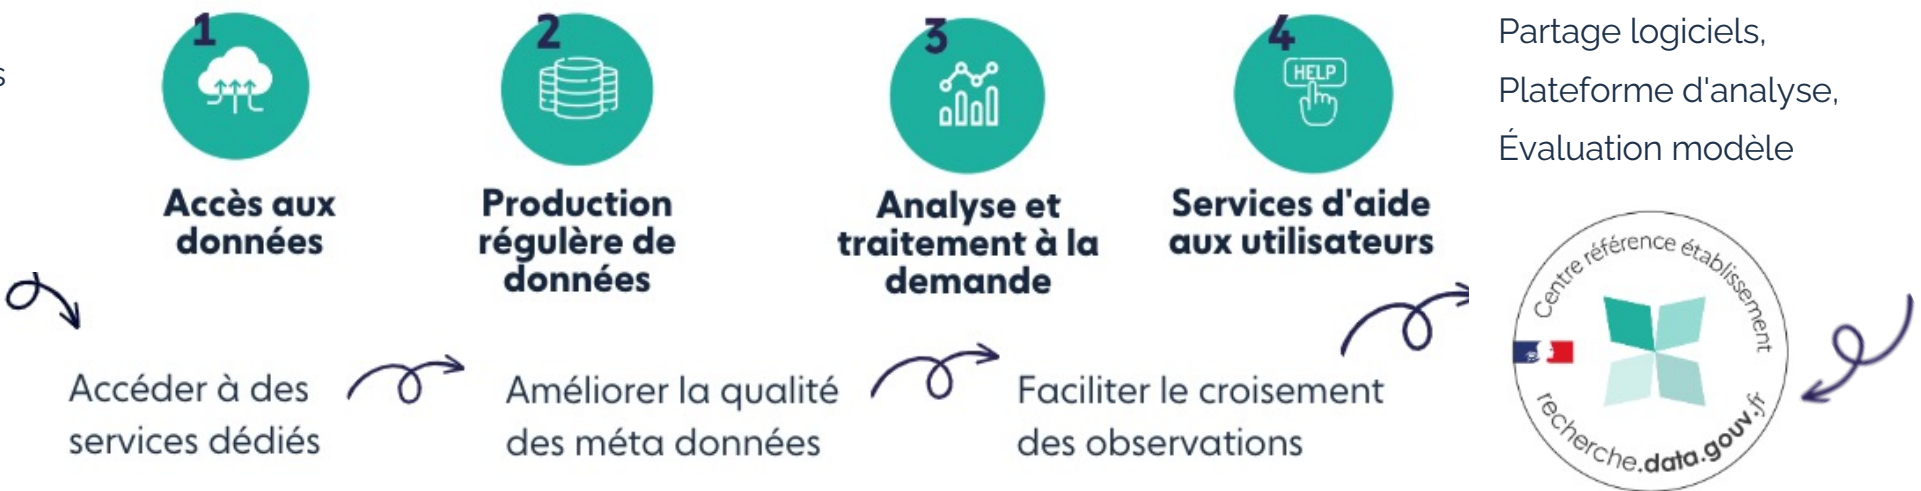 1
Accès aux
données
2
Production
régulère de
données
3
Analyse et
traitement à la
demande
4
HELP
Services d'aide
aux utilisateurs
Partage logiciels,
Plateforme d'analyse,
Évaluation modèle
Accéder à des
services dédiés
Améliorer la qualité
des méta données
Faciliter le croisement
des observations
Centre référence établissement
recherche.data.gouv.fr